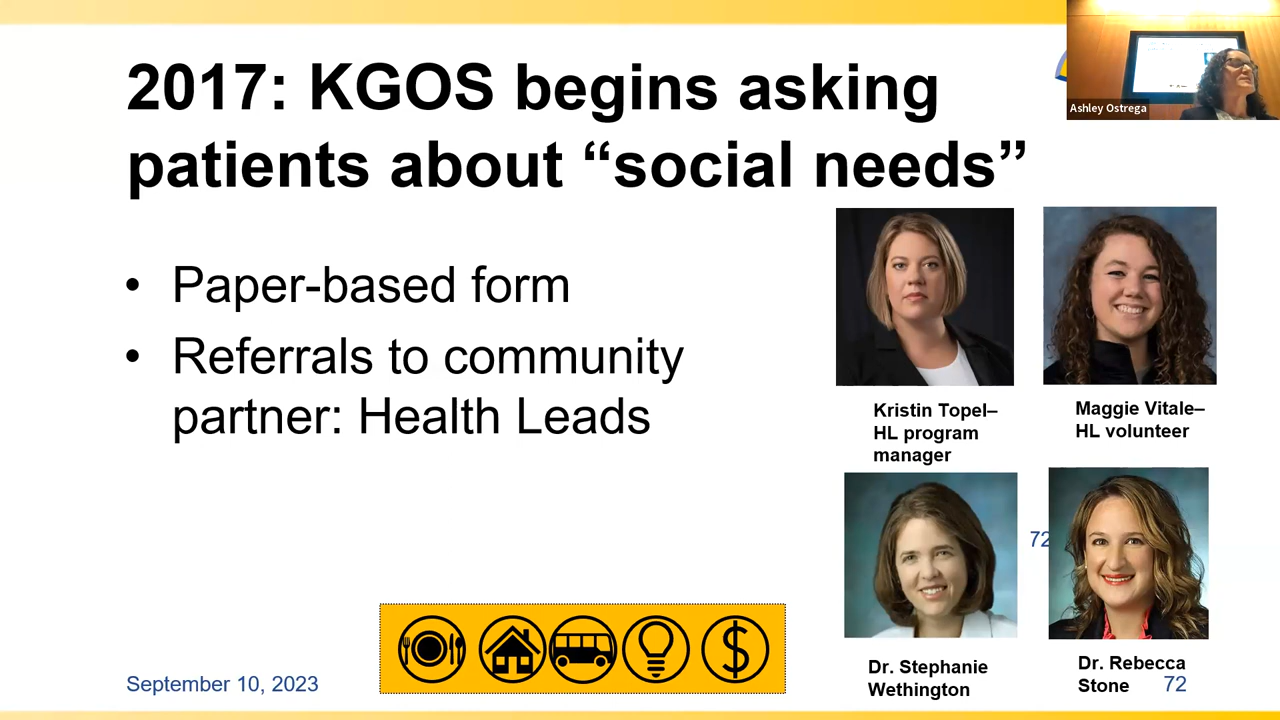 2017: KGOS begins asking
patients about “social needs”
Ashley Ostrega
• Paper-based form
• Referrals to community
partner: Health Leads
Kristin Topel–
HL program
manager
Maggie Vitale–
HL volunteer
72
Dr. Stephanie
Wethington
Dr. Rebecca
Stone
72
$
September 10, 2023